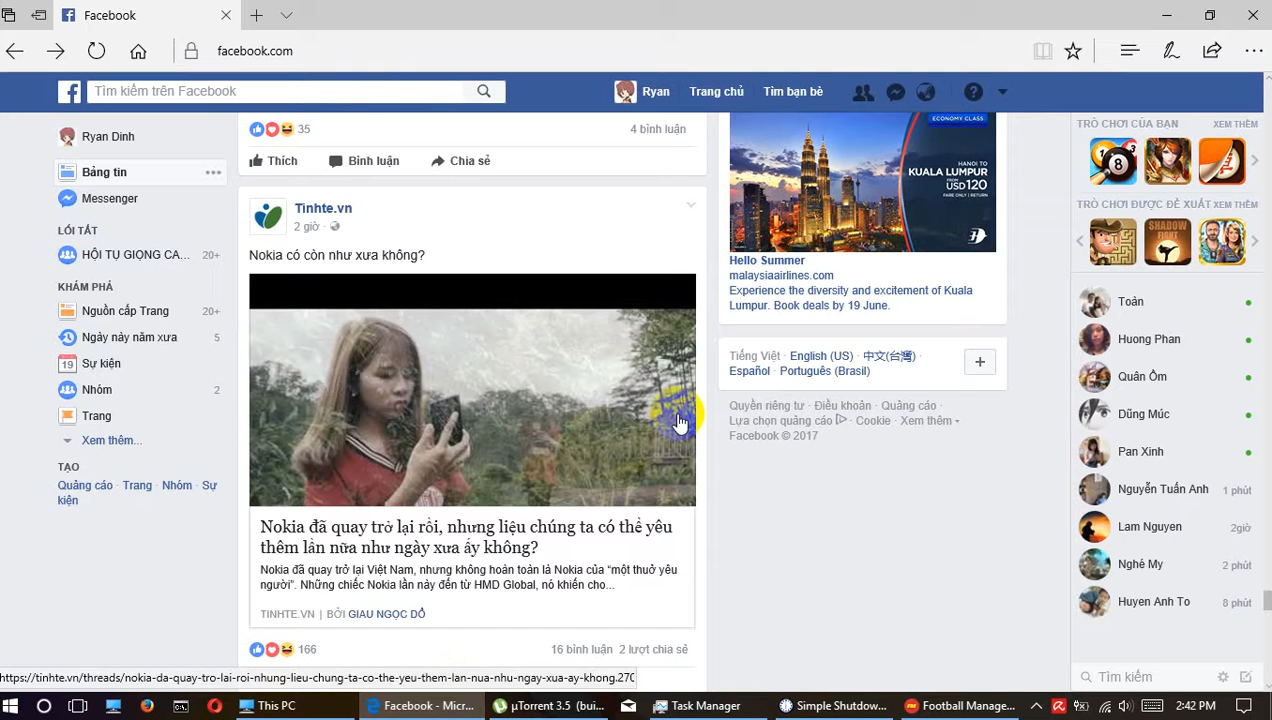 Facebook
facebook.com
Tìm kiếm trên Facebook
Ryan
Trang chủ
Tìm bạn bè
Ryan Dinh
Bảng tin
Messenger
LỐI TẮT
HỘI TỤ GIỌNG CA... 20+
KHÁM PHÁ
Nguồn cấp Trang 20+
Ngày này năm xưa 5
19 Sự kiện
Nhóm 2
Trang
Xem thêm...
TẠO
Quảng cáo · Trang · Nhóm · Sự
kiện
35 4 bình luận
Thích Bình luận Chia sẻ
Tinhte.vn
2 giờ ·
Nokia có còn như xưa không?
Nokia đã quay trở lại rồi, nhưng liệu chúng ta có thể yêu
thêm lần nữa như ngày xưa ấy không?
Nokia đã quay trở lại Việt Nam, nhưng không hoàn toàn là Nokia của “một thuở yêu
người”. Những chiếc Nokia lần này đến từ HMD Global, nó khiến cho...
TINHTE.VN | BỞI GIAU NGỌC DỔ
166 16 bình luận 2 lượt chia sẻ
ECONOMY CLASS
HANOI TO
KUALA LUMPUR
FROM USD120
PARE ONLY | RETURN
Hello Summer
malaysiaairlines.com
Experience the diversity and excitement of Kuala
Lumpur. Book deals by 19 June.
Tiếng Việt · English (US) · 中文(台灣) ·
Español · Português (Brasil)
Quyền riêng tư · Điều khoản · Quảng cáo ·
Lựa chọn quảng cáo · Cookie · Xem thêm
Facebook © 2017
TRÒ CHƠI CỦA BẠN XEM THÊM
8
TRÒ CHƠI ĐƯỢC ĐỀ XUẤT XEM THÊM
SHADOW
FIGHT
Toản
Huong Phan
Quân Ốm
Dũng Múc
Pan Xinh
Nguyễn Tuấn Anh 1 phút
Lam Nguyen 2giờ
Nghé My 2 phút
Huyen Anh To 8 phút
Tìm kiếm
https://tinhte.vn/threads/nokia-da-quay-tro-lai-roi-nhung-lieu-chung-ta-co-the-yeu-them-lan-nua-nhu-ngay-xua-ay-khong.270
This PC
Facebook - Micr...
µTorrent 3.5 (bui...
Task Manager
Simple Shutdow...
Football Manage...
2:42 PM